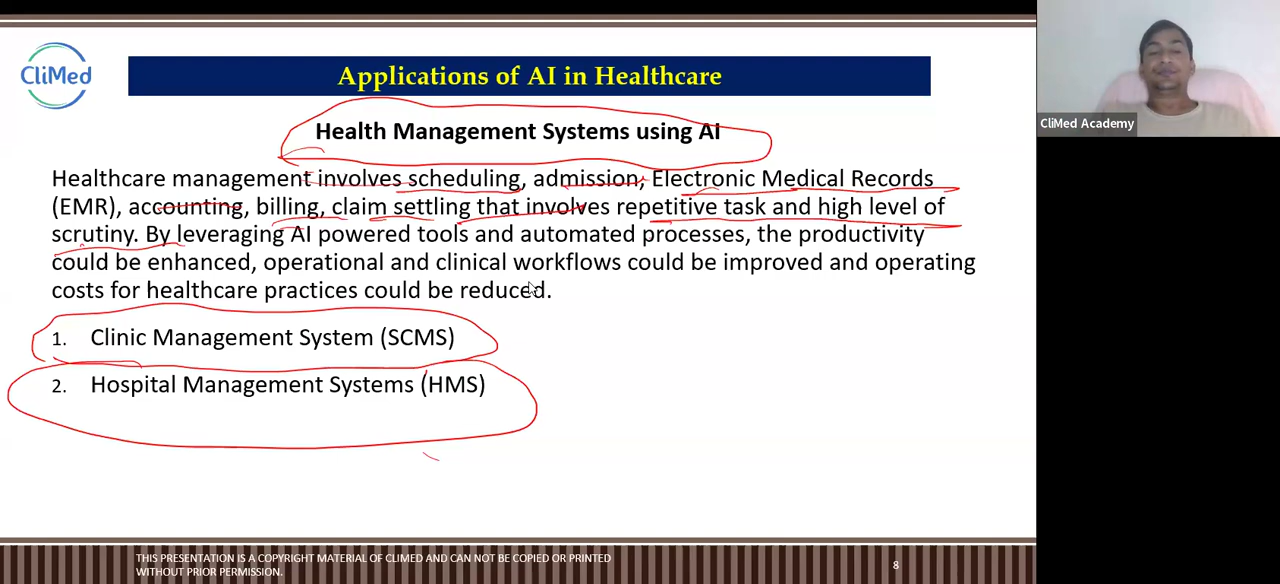 CliMed
Applications of AI in Healthcare
Health Management Systems using AI
Healthcare management involves scheduling, admission, Electronic Medical Records
(EMR), accounting, billing, claim settling that involves repetitive task and high level of
scrutiny. By leveraging AI powered tools and automated processes, the productivity
could be enhanced, operational and clinical workflows could be improved and operating
costs for healthcare practices could be reduced.
1. Clinic Management System (SCMS)
2. Hospital Management Systems (HMS)
THIS PRESENTATION IS A COPYRIGHT MATERIAL OF CLIMED AND CAN NOT BE COPIED OR PRINTED
WITHOUT PRIOR PERMISSION.
8
CliMed Academy